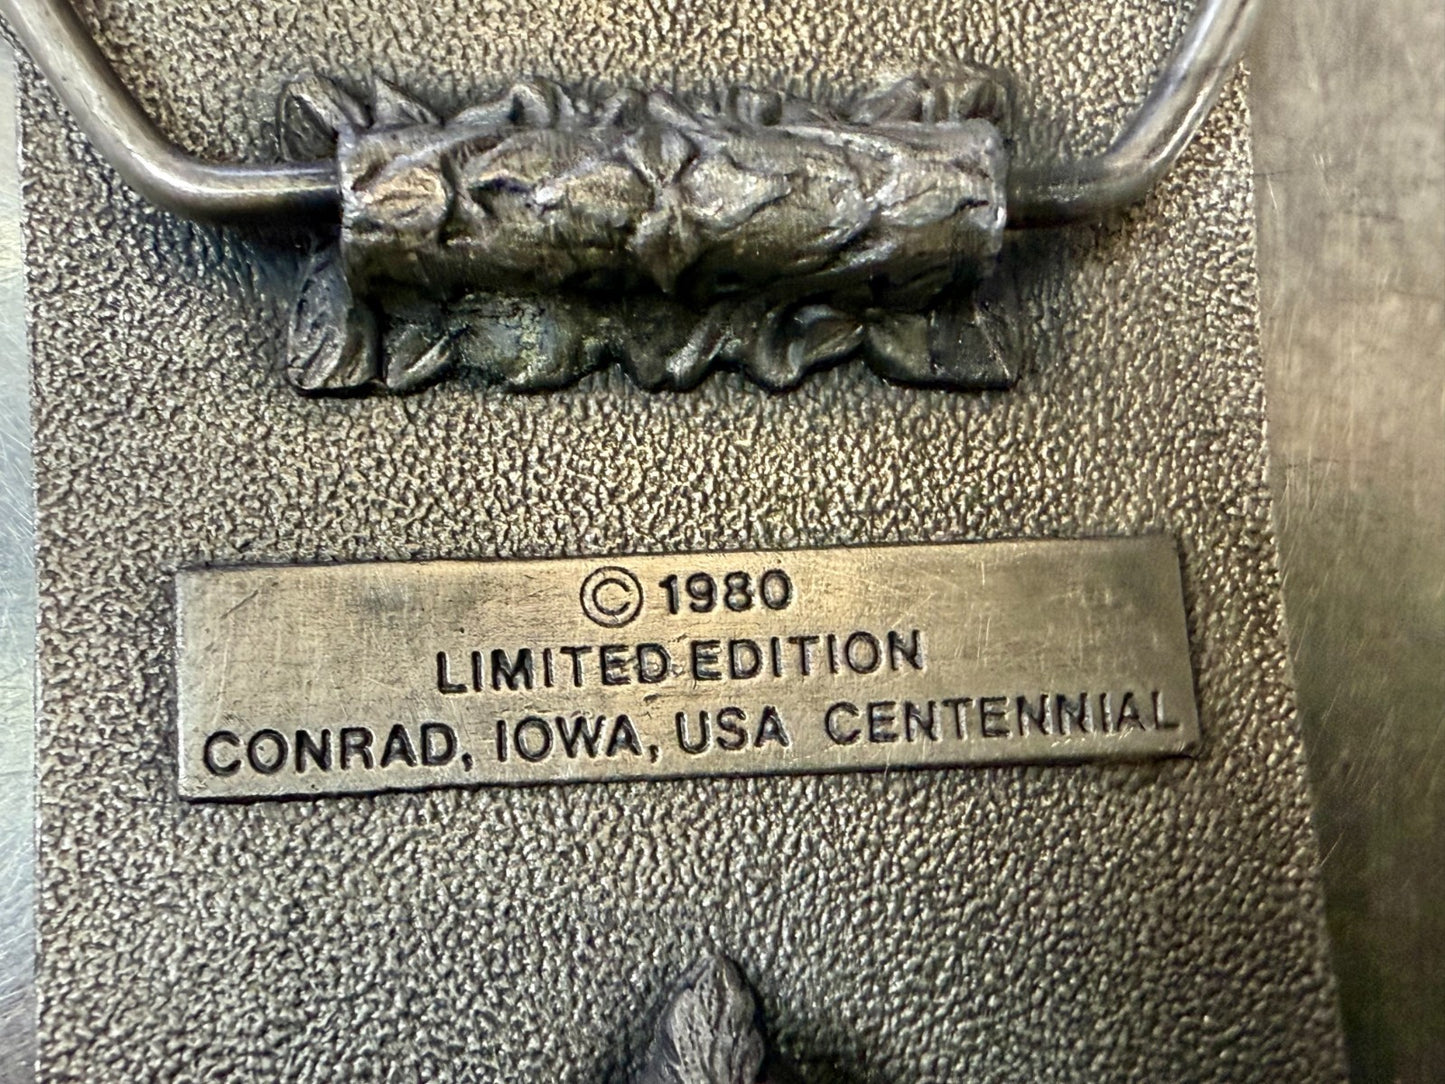 © 1980
LIMITED EDITION
CONRAD, IOWA, USA CENTENNIAL